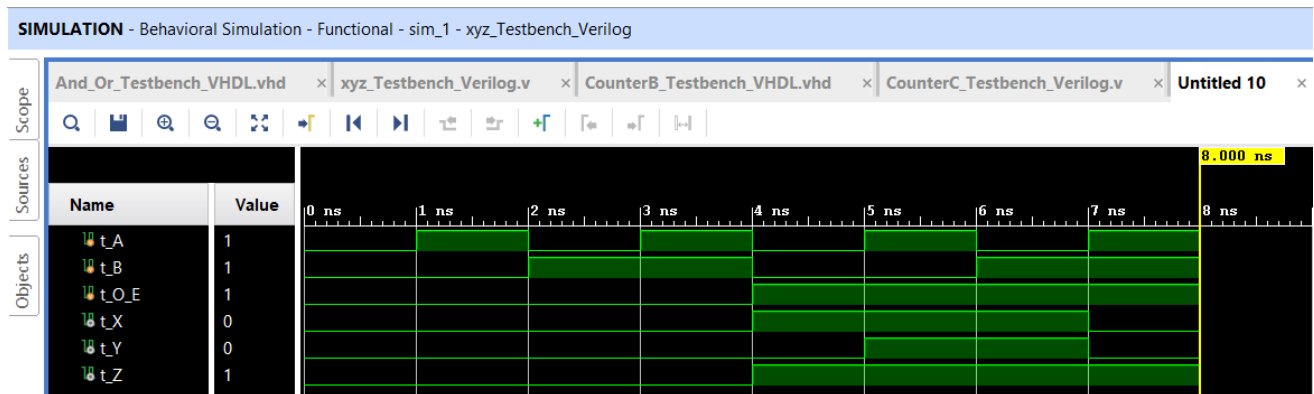 SIMULATION - Behavioral Simulation - Functional - sim_1 - xyz_Testbench_Verilog
And_Or_Testbench_VHDL.vhd × xyz_Testbench_Verilog.v × CounterB_Testbench_VHDL.vhd × CounterC_Testbench_Verilog.v × Untitled 10 ×
Scope
Sources
Objects
8.000 ns
Name Value 0 ns 1 ns 2 ns 3 ns 4 ns 5 ns 6 ns 7 ns 8 ns
t_A 1
t_B 1
t_O_E 1
t_X 0
t_Y 0
t_Z 1